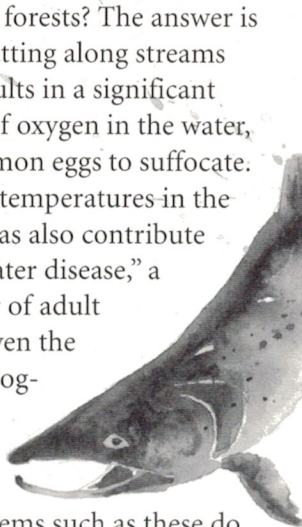 forests? The answer is
tting along streams
ults in a significant
f oxygen in the water,
mon eggs to suffocate.
temperatures in the
as also contribute
ater disease,” a
of adult
ven the
og-
ems such as these do